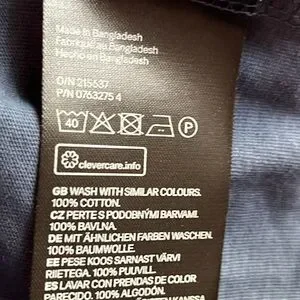 Made in Bangladesh
Fabriqué au Bangladesh
Hecho en Bangladesh
O/N 215637
P/N 0763275 4
40 P
clevercare.info
GB WASH WITH SIMILAR COLOURS.
100% COTTON.
CZ PERTE S PODOBNÝMI BARVAMI.
100% BAVLNA.
DE MIT ÄHNLICHEN FARBEN WASCHEN.
100% BAUMWOLLE.
EE PESE KOOS SARNAST VÄRVI
RIIETEGA. 100% PUUVILL.
ES LAVAR CON PRENDAS DE COLOR
PARECIDO. 100% ALGODÓN.